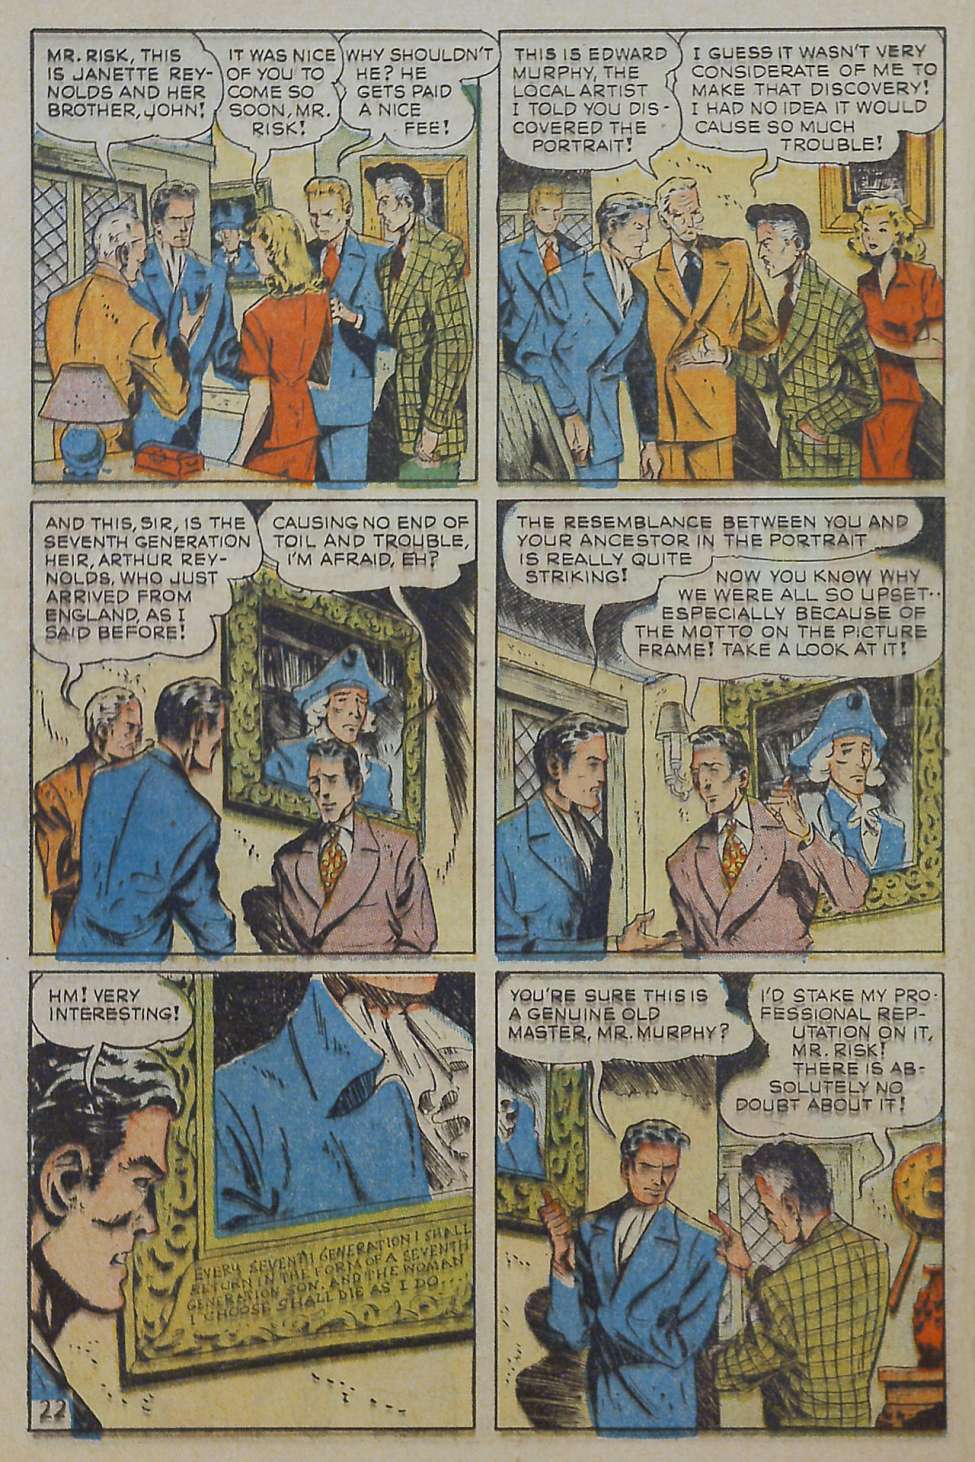 MR. RISK, THIS
IS JANETTE REY-
NOLDS AND HER
BROTHER, JOHN!
IT WAS NICE
OF YOU TO
COME SO
SOON, MR.
RISK!
WHY SHOULDN'T
HE? HE
GETS PAID
A NICE
FEE!
THIS IS EDWARD
MURPHY, THE
LOCAL ARTIST
I TOLD YOU DIS-
COVERED THE
PORTRAIT!
I GUESS IT WASN'T VERY
CONSIDERATE OF ME TO
MAKE THAT DISCOVERY!
I HAD NO IDEA IT WOULD
CAUSE SO MUCH
TROUBLE!
AND THIS, SIR, IS THE
SEVENTH GENERATION
HEIR, ARTHUR REY-
NOLDS, WHO JUST
ARRIVED FROM
ENGLAND, AS I
SAID BEFORE!
CAUSING NO END OF
TOIL AND TROUBLE,
I'M AFRAID, EH?
THE RESEMBLANCE BETWEEN YOU AND
YOUR ANCESTOR IN THE PORTRAIT
IS REALLY QUITE
STRIKING!
NOW YOU KNOW WHY
WE WERE ALL SO UPSET..
ESPECIALLY BECAUSE OF
THE MOTTO ON THE PICTURE
FRAME! TAKE A LOOK AT IT!
HM! VERY
INTERESTING!
EVERY SEVENTH GENERATION I SHALL
RETURN IN THE FORM OF A SEVENTH
GENERATION SON. AND THE WOMAN
I CHOOSE SHALL DIE AS I DO....
22
YOU'RE SURE THIS IS
A GENUINE OLD
MASTER, MR. MURPHY?
I'D STAKE MY PRO-
FESSIONAL REP-
UTATION ON IT,
MR. RISK!
THERE IS AB-
SOLUTELY NO
DOUBT ABOUT IT!